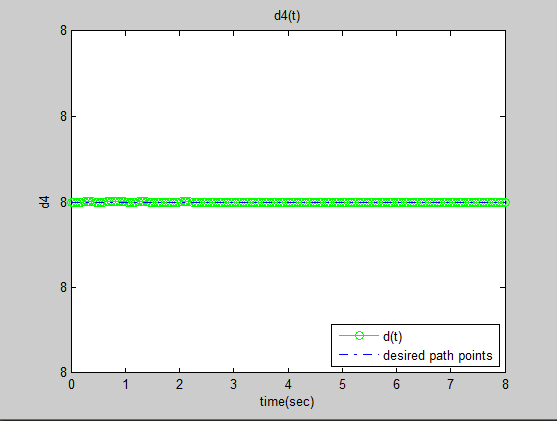 d4(t)
8
8
8
8
8
d4
0 1 2 3 4 5 6 7 8
time(sec)
d(t)
desired path points